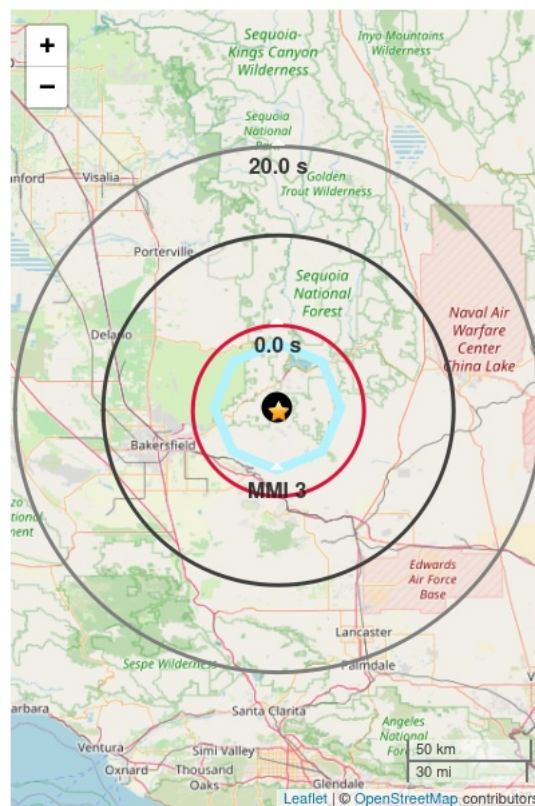 +
Sequoia-
Kings Canyon
Wilderness
Inyo Mountains
Wilderness
−
Sequoia
National
20.0 s
Visalia
Golden
Trout Wilderness
Porterville
Sequoia
National
Forest
Naval Air
Warfare
Center
China Lake
Delano
0.0 s
Bakersfield
MMI 3
Edwards
Air Force
Base
Lancaster
Palmdale
Sespe Wilderness
Santa Clarita
Ventura
Simi Valley
Angeles
National
Oxnard
Thousand
Oaks
Glendale
50 km
30 mi
Leaflet | © OpenStreetMap contributors